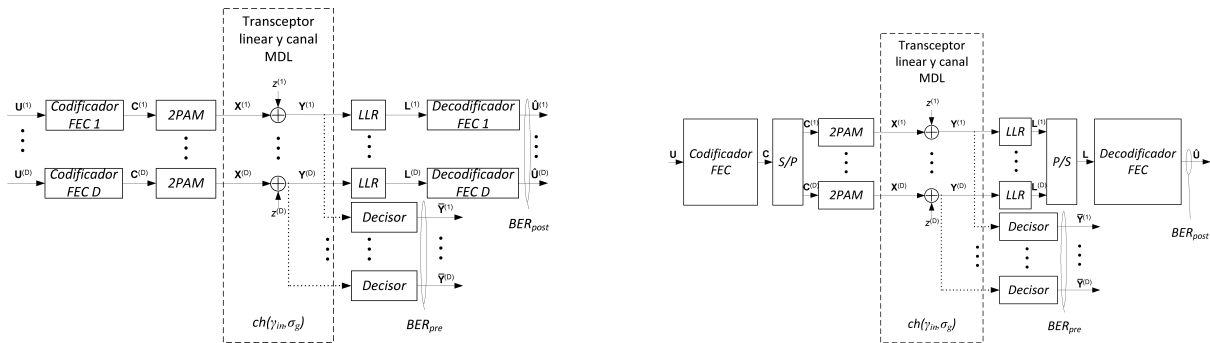 Transceptor
linear y canal
MDL
z(1)
U(1)
Codificador
FEC 1
C(1)
2PAM
X(1)
Y(1)
LLR
L(1)
Decodificador
FEC 1
Û(1)
U(D)
Codificador
FEC D
C(D)
2PAM
X(D)
Y(D)
LLR
L(D)
Decodificador
FEC D
Û(D)
z(D)
Decisor
Ȳ(1)
BERpost
Decisor
Ȳ(D)
BERpre
ch(γin,σg)
Transceptor
linear y canal
MDL
z(1)
U
Codificador
FEC
C
S/P
C(1)
2PAM
X(1)
Y(1)
LLR
L(1)
C(D)
2PAM
X(D)
Y(D)
LLR
L(D)
P/S
L
Decodificador
FEC
Û
z(D)
Decisor
Ȳ(1)
BERpost
Decisor
Ȳ(D)
BERpre
ch(γin,σg)